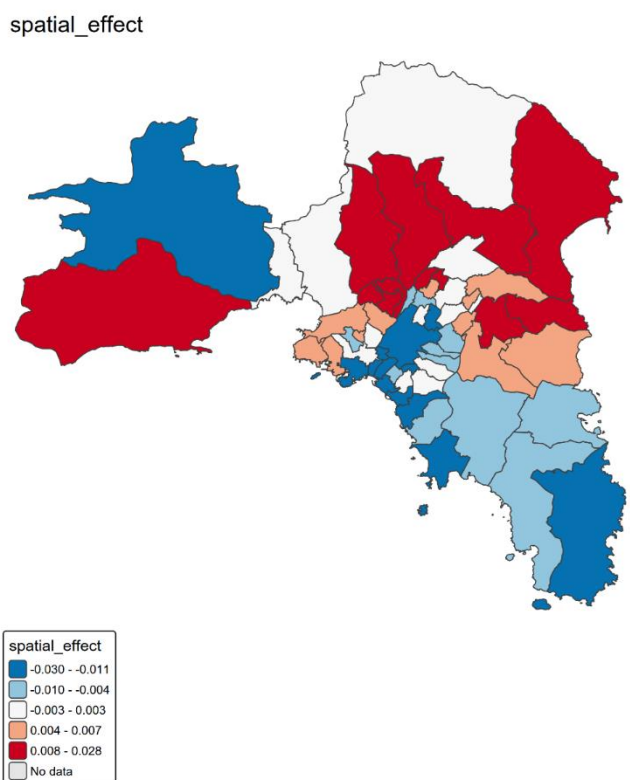 spatial_effect
spatial_effect
-0.030 - -0.011
-0.010 - -0.004
-0.003 - 0.003
0.004 - 0.007
0.008 - 0.028
No data